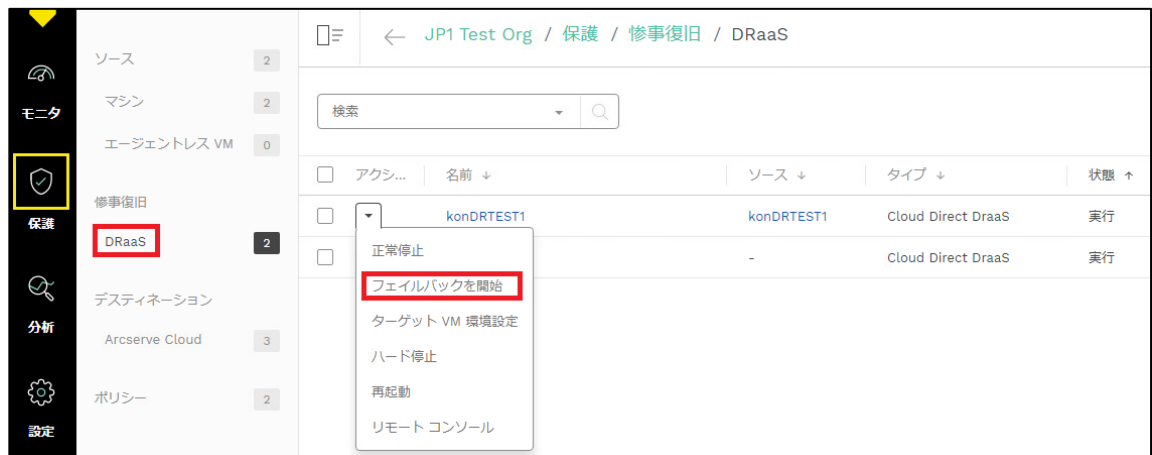 モニタ
保護
分析
設定
ソース 2
マシン 2
エージェントレス VM 0
惨事復旧
DRaaS 2
デスティネーション
Arcserve Cloud 3
ポリシー 2
JP1 Test Org / 保護 / 惨事復旧 / DRaaS
検索
アクシ... 名前 ↓ ソース ↓ タイプ ↓ 状態 ↑
konDRTEST1 konDRTEST1 Cloud Direct DraaS 実行
- Cloud Direct DraaS 実行
正常停止
フェイルバックを開始
ターゲット VM 環境設定
ハード停止
再起動
リモート コンソール